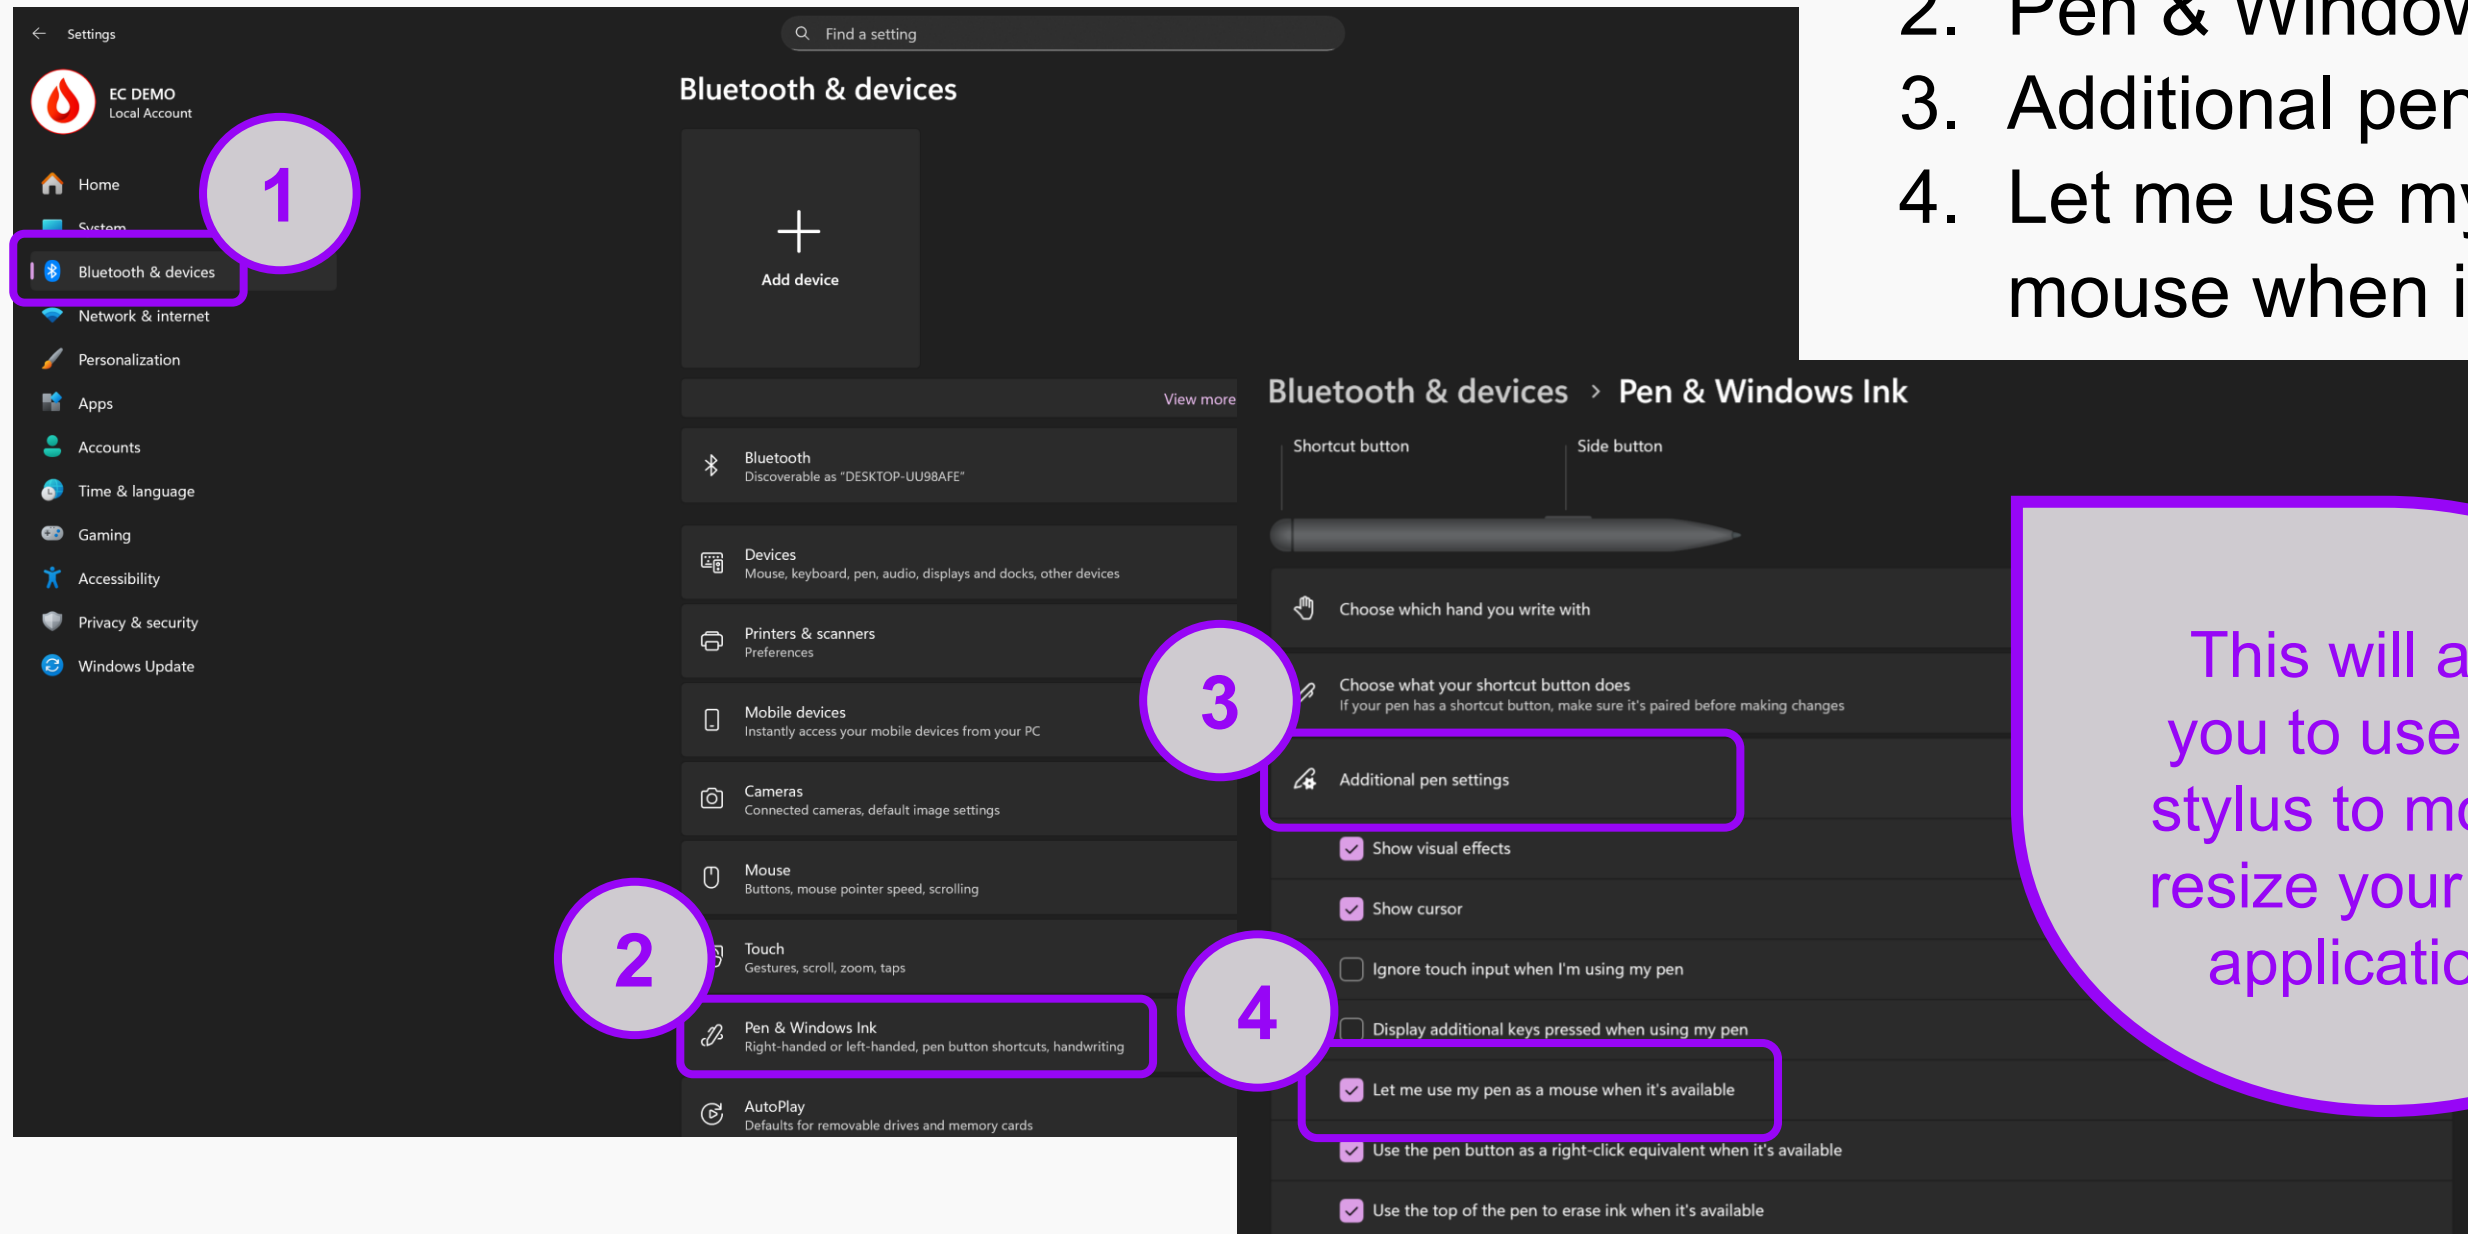 Settings
Find a setting
EC DEMO
Local Account
Home
System
Bluetooth & devices
Network & internet
Personalization
Apps
Accounts
Time & language
Gaming
Accessibility
Privacy & security
Windows Update
1
Bluetooth & devices
Add device
View more
Bluetooth
Discoverable as "DESKTOP-UU98AFE"
Devices
Mouse, keyboard, pen, audio, displays and docks, other devices
Printers & scanners
Preferences
Mobile devices
Instantly access your mobile devices from your PC
Cameras
Connected cameras, default image settings
Mouse
Buttons, mouse pointer speed, scrolling
Touch
Gestures, scroll, zoom, taps
2
Pen & Windows Ink
Right-handed or left-handed, pen button shortcuts, handwriting
AutoPlay
Defaults for removable drives and memory cards
2. Pen &
3. Additional pen
4. Let me use my
mouse when
Bluetooth & devices > Pen & Windows Ink
Shortcut button
Side button
Choose which hand you write with
Choose what your shortcut button does
If your pen has a shortcut button, make sure it's paired before making changes
3
Additional pen settings
Show visual effects
Show cursor
Ignore touch input when I'm using my pen
Display additional keys pressed when using my pen
4
Let me use my pen as a mouse when it's available
Use the pen button as a right-click equivalent when it's available
Use the top of the pen to erase ink when it's available
This will
you to use
stylus to
resize your